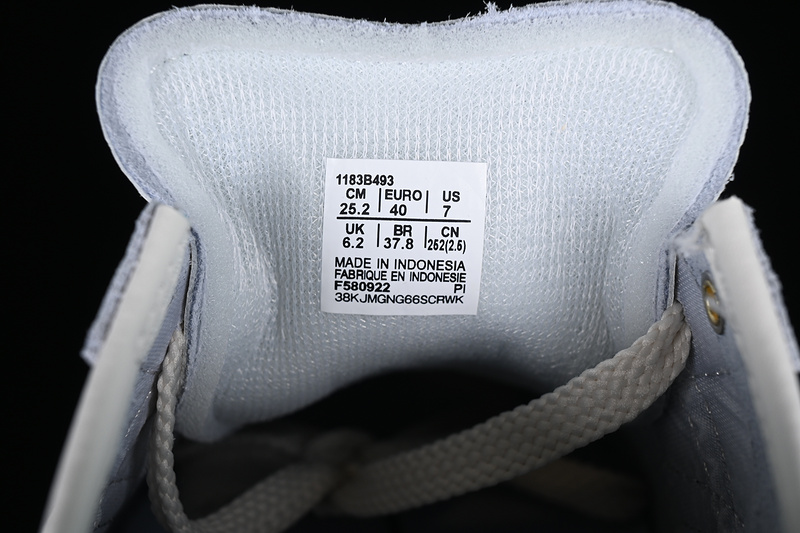 1183B493
CM EURO US
25.2 40 7
UK BR CN
6.2 37.8 252(2.5)
MADE IN INDONESIA
FABRIQUE EN INDONESIE
F580922 PI
38KJMGNG66SCRWK